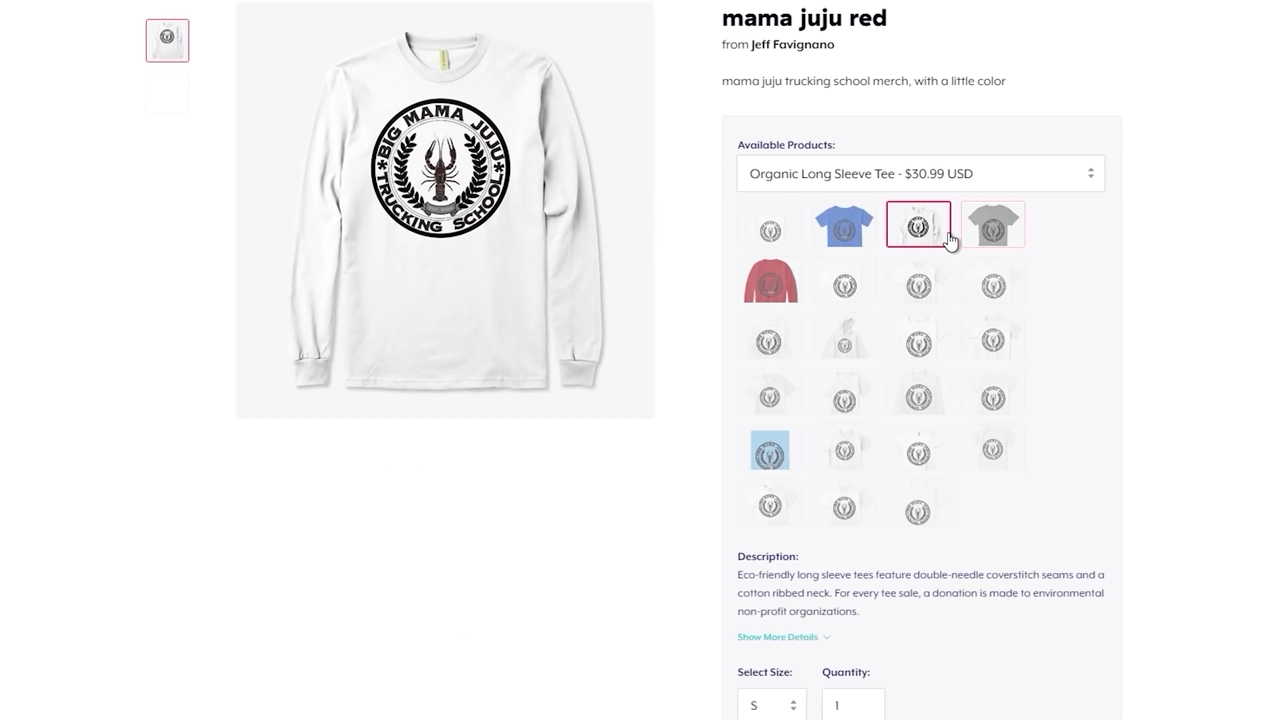 mama juju red
from Jeff Favignano
mama juju trucking school merch, with a little color
BIG MAMA JUJU
TRUCKING SCHOOL
Available Products:
Organic Long Sleeve Tee - $30.99 USD
Description:
Eco-friendly long sleeve tees feature double-needle coverstitch seams and a
cotton ribbed neck. For every tee sale, a donation is made to environmental
non-profit organizations.
Show More Details
Select Size:
Quantity:
S
1